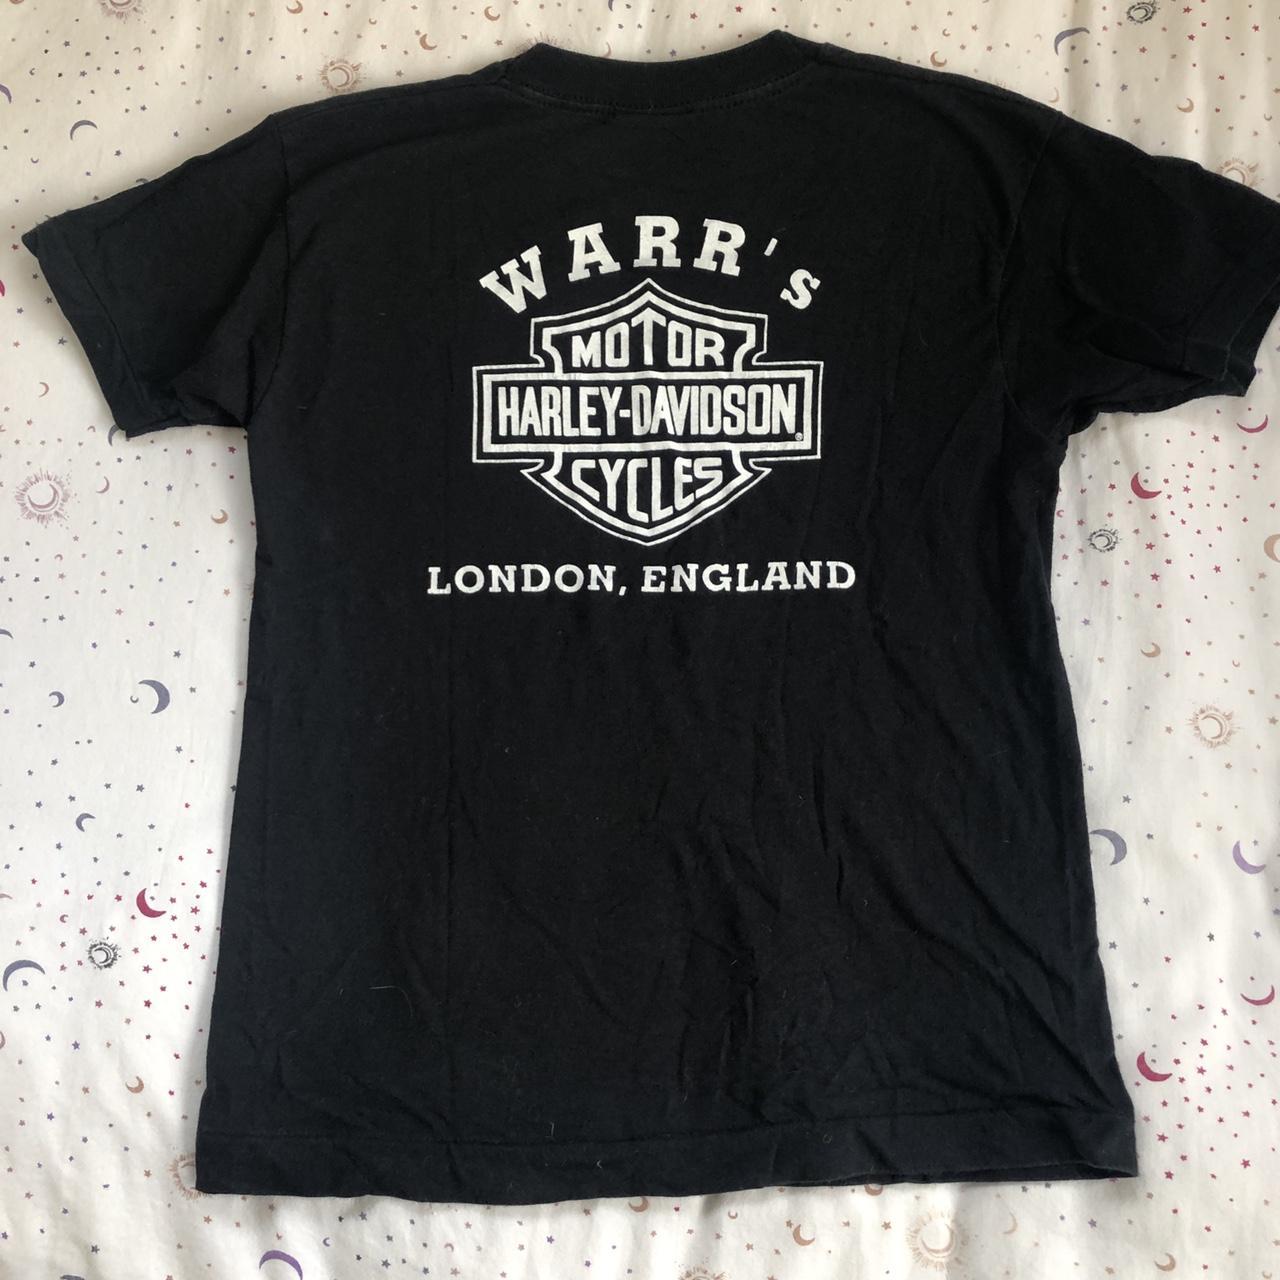 WARR's
MOTOR
HARLEY-DAVIDSON®
CYCLES
LONDON, ENGLAND